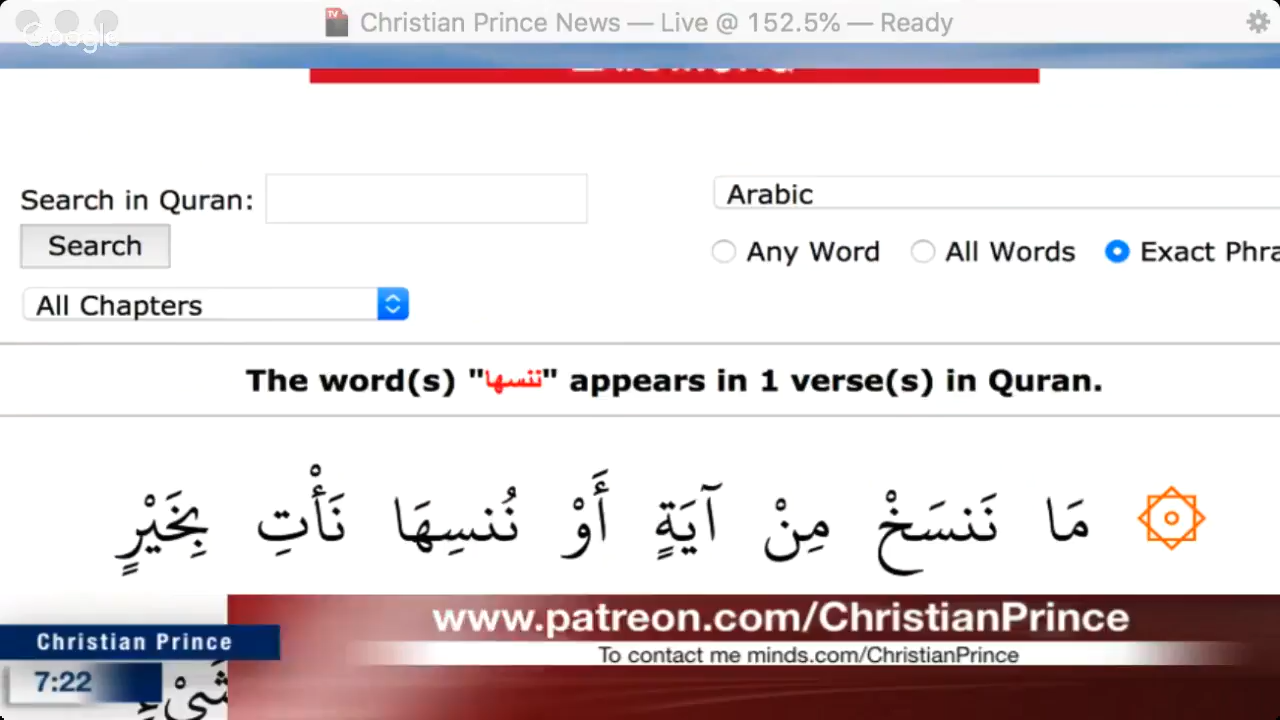 Christian Prince News — Live @ 152.5% — Ready
Google
Search in Quran:
Arabic
Search
Any Word All Words Exact Phra
All Chapters
The word(s) "ننسها" appears in 1 verse(s) in Quran.
مَا نَنسَخْ مِنْ آيَةٍ أَوْ نُنسِهَا نَأْتِ بِخَيْرٍ
www.patreon.com/ChristianPrince
Christian Prince
To contact me minds.com/ChristianPrince
7:22